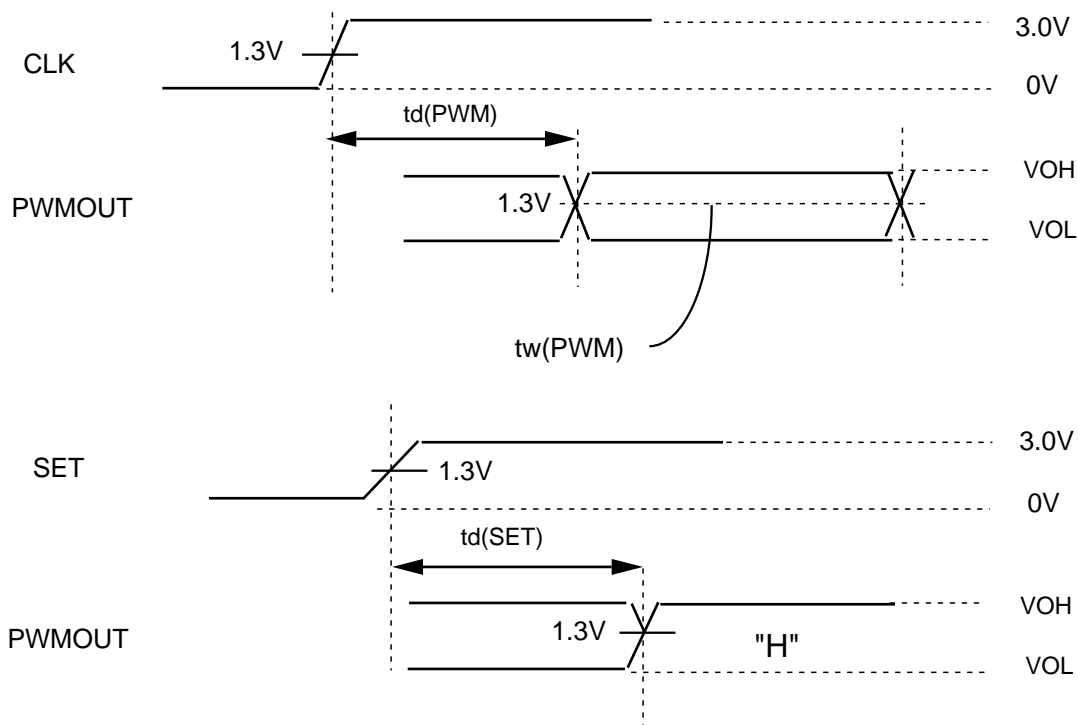 3.0V
1.3V
CLK
0V
td(PWM)
VOH
PWMOUT
1.3V
VOL
tw(PWM)
3.0V
SET
1.3V
0V
td(SET)
VOH
PWMOUT
1.3V
"H"
VOL